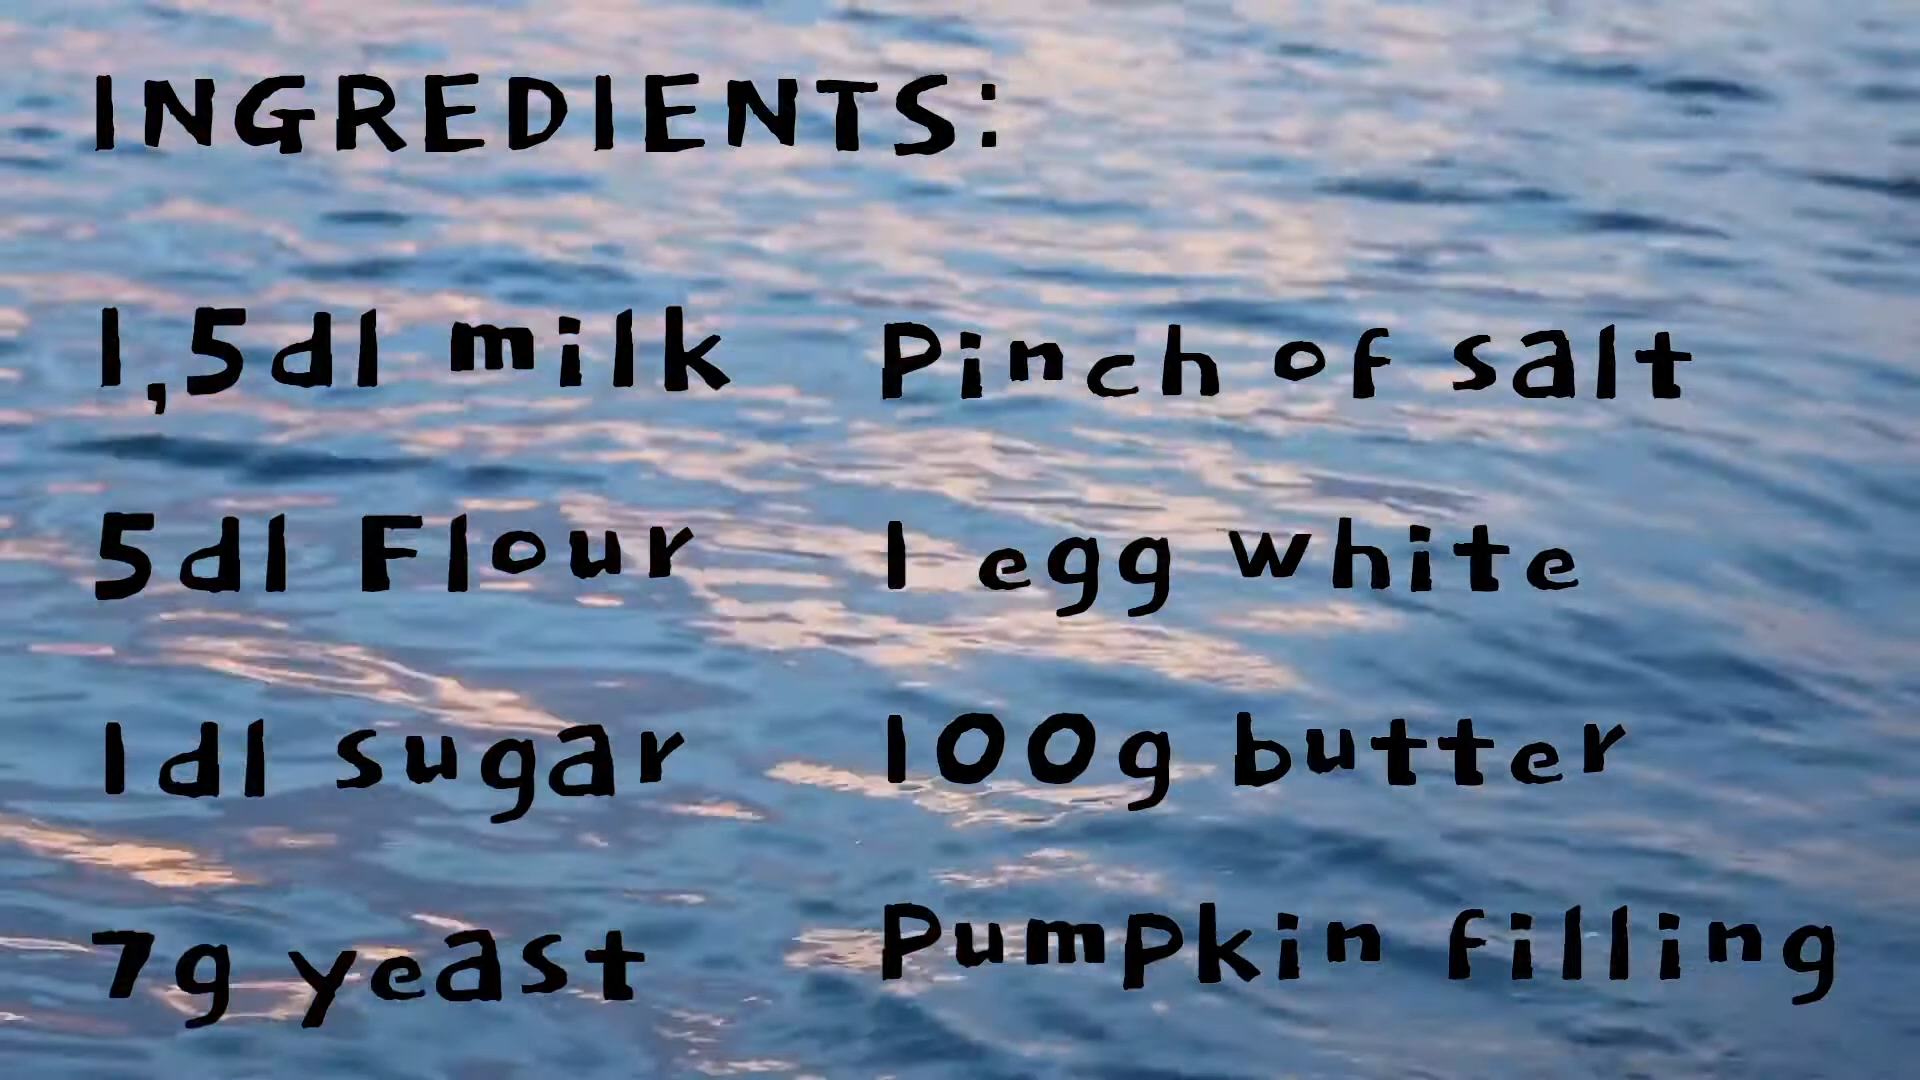 INGREDIENTS:
1,5dl milk
5dl Flour
1dl sugar
7g yeast
Pinch of salt
1 egg white
100g butter
Pumpkin filling